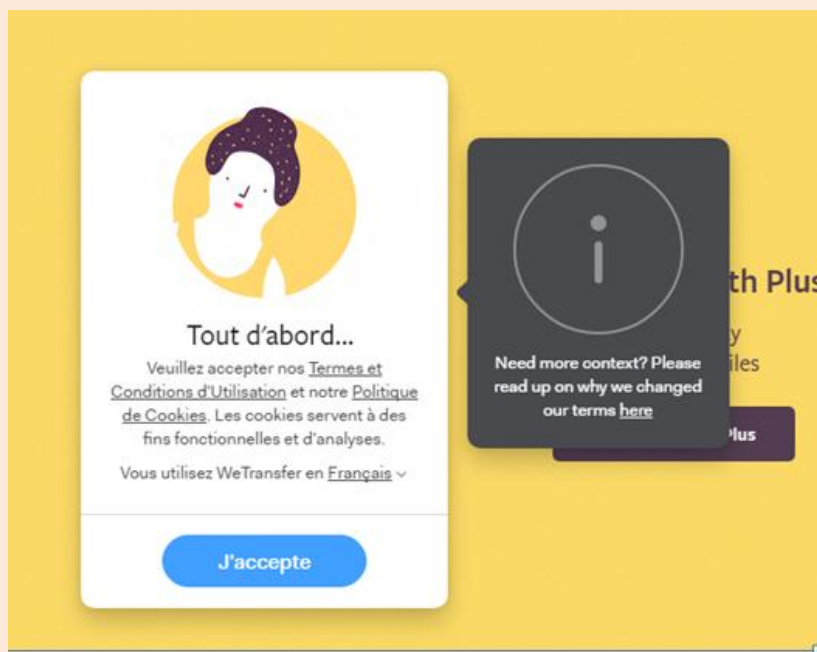 Tout d'abord...
Veuillez accepter nos Termes et
Conditions d'Utilisation et notre Politique
de Cookies. Les cookies servent à des
fins fonctionnelles et d'analyses.
Vous utilisez WeTransfer en Français
J'accepte
Need more context? Please
read up on why we changed
our terms here
th Plus
y
iles
Plus